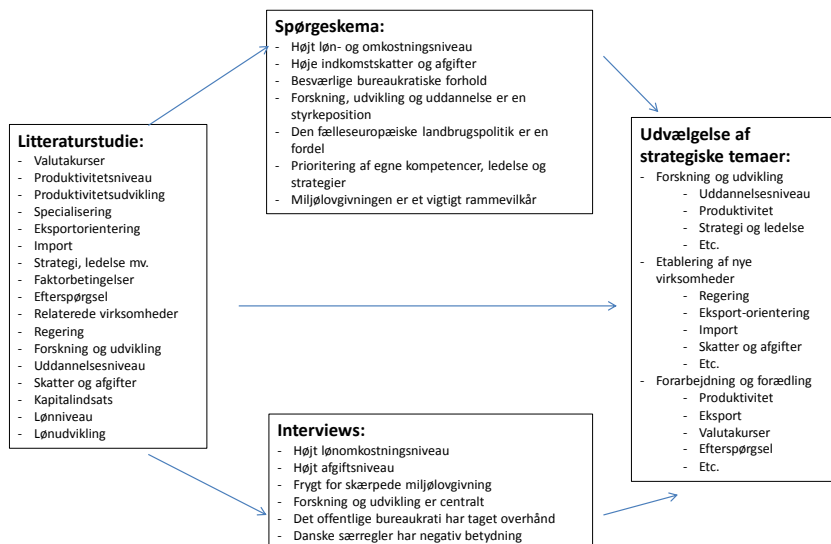 Spørgeskema:
- Højt løn- og omkostningsniveau
- Høje indkomstskatter og afgifter
- Besværlige bureaukratiske forhold
- Forskning, udvikling og uddannelse er en
styrkeposition
- Den fælleseuropæiske landbrugspolitik er en
fordel
- Prioritering af egne kompetencer, ledelse og
strategier
- Miljølovgivningen er et vigtigt rammevilkår
Litteraturstudie:
- Valutakurser
- Produktivitetsniveau
- Produktivitetsudvikling
- Specialisering
- Eksportorientering
- Import
- Strategi, ledelse mv.
- Faktorbetingelser
- Efterspørgsel
- Relaterede virksomheder
- Regering
- Forskning og udvikling
- Uddannelsesniveau
- Skatter og afgifter
- Kapitalindsats
- Lønniveau
- Lønudvikling
Interviews:
- Højt lønomkostningsniveau
- Højt afgiftsniveau
- Frygt for skærpede miljølovgivning
- Forskning og udvikling er centralt
- Det offentlige bureaukrati har taget overhånd
- Danske særregler har negativ betydning
Udvælgelse af
strategiske temaer:
- Forskning og udvikling
- Uddannelsesniveau
- Produktivitet
- Strategi og ledelse
- Etc.
- Etablering af nye
virksomheder
- Regering
- Eksport-orientering
- Import
- Skatter og afgifter
- Etc.
- Forarbejdning og forædling
- Produktivitet
- Eksport
- Valutakurser
- Efterspørgsel
- Etc.